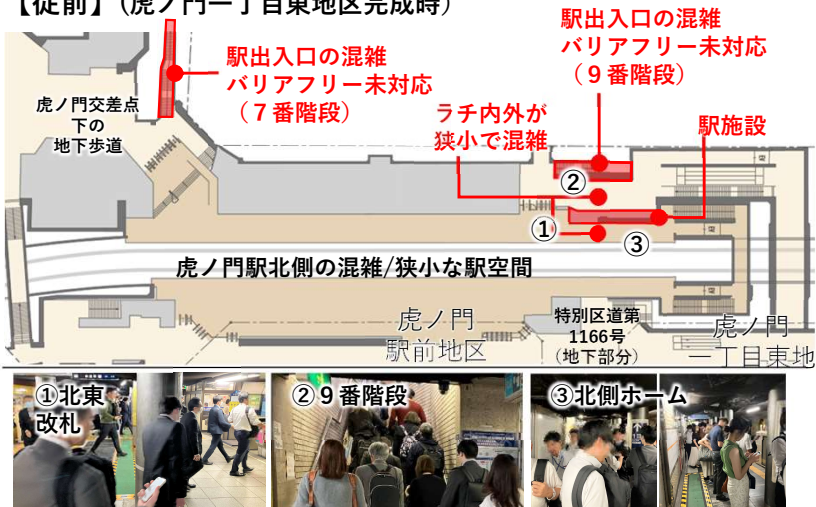 【従前】(虎ノ門一丁目東地区完成時)
駅出入口の混雑
バリアフリー未対応
(7番階段)
駅出入口の混雑
バリアフリー未対応
(9番階段)
ラチ内外が
狭小で混雑
駅施設
虎ノ門交差点
下の
地下歩道
②
①
③
虎ノ門駅北側の混雑/狭小な駅空間
虎ノ門
駅前地区
特別区道第
1166号
(地下部分)
虎ノ門
一丁目東地
①北東
改札
②9番階段
③北側ホーム